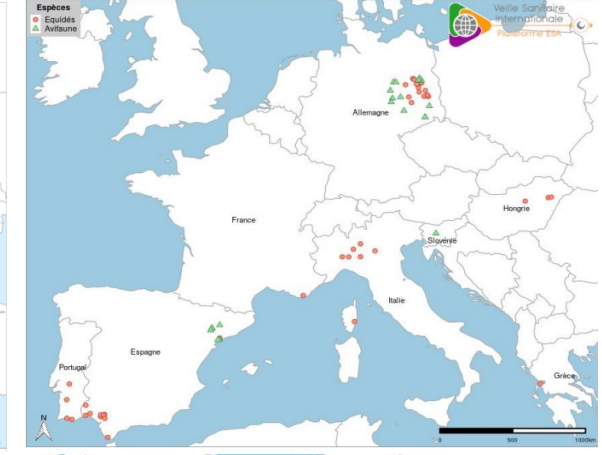 Espèces
Equidés
Avifaune
Veille Sanitaire
Internationale
Plateforme ESA
Allemagne
Hongrie
Slovénie
France
Italie
Espagne
Portugal
Grèce
N
0 500 1000km